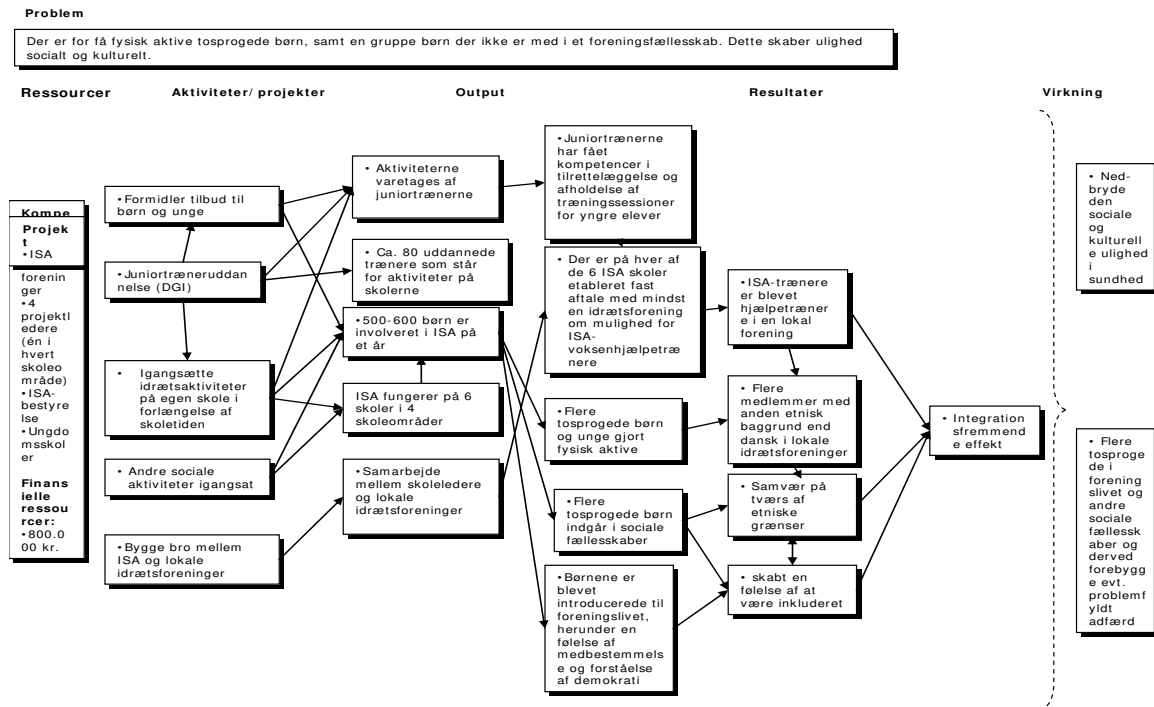 Problem
Der er for få fysisk aktive tosprogede børn, samt en gruppe børn der ikke er med i et foreningsfællesskab. Dette skaber ulighed
socialt og kulturelt.
Ressourcer
Aktiviteter/ projekter
Output
Resultater
Virkning
Kompe
Projek
t
•ISA
forenin
ger
•4
projektl
edere
(én i
hvert
skoleo
mråde)
•ISA-
bestyre
lse
•Ungdo
msskol
er
Finans
ielle
ressou
rcer:
•800.0
00 kr.
•Formidler tilbud til
børn og unge
•Juniortræneruddan
nelse (DGI)
• Igangsætte
idrætsaktiviteter
på egen skole i
forlængelse af
skoletiden
• Andre sociale
aktiviteter igangsat
•Bygge bro mellem
ISA og lokale
idrætsforeninger
• Aktiviteterne
varetages af
juniortrænerne
• Ca. 80 uddannede
trænere som står
for aktiviteter på
skolerne
•500-600 børn er
involveret i ISA på
et år
ISA fungerer på 6
skoler i 4
skoleområder
•Samarbejde
mellem skoleledere
og lokale
idrætsforeninger
•Juniortrænerne
har fået
kompetencer i
tilrettelæggelse og
afholdelse af
træningssessioner
for yngre elever
• Der er på hver af
de 6 ISA skoler
etableret fast
aftale med mindst
en idrætsforening
om mulighed for
ISA-
voksenhjælpetræ
nere
•Flere
tosprogede børn
og unge gjort
fysisk aktive
•Flere
tosprogede børn
indgår i sociale
fællesskaber
•Børnene er
blevet
introducerede til
foreningslivet,
herunder en
følelse af
medbestemmels
e og forståelse
af demokrati
•ISA-trænere
er blevet
hjælpetræner
e i en lokal
forening
•Flere
medlemmer med
anden etnisk
baggrund end
dansk i lokale
idrætsforeninger
•Samvær på
tværs af
etniske
grænser
• skabt en
følelse af at
være inkluderet
• Integration
sfremmend
e effekt
• Ned-
bryde
den
sociale
og
kulturell
e ulighed
i
sundhed
• Flere
tosproge
de i
forening
slivet og
andre
sociale
fællessk
aber og
derved
forebygg
e evt.
problemf
yldt
adfærd